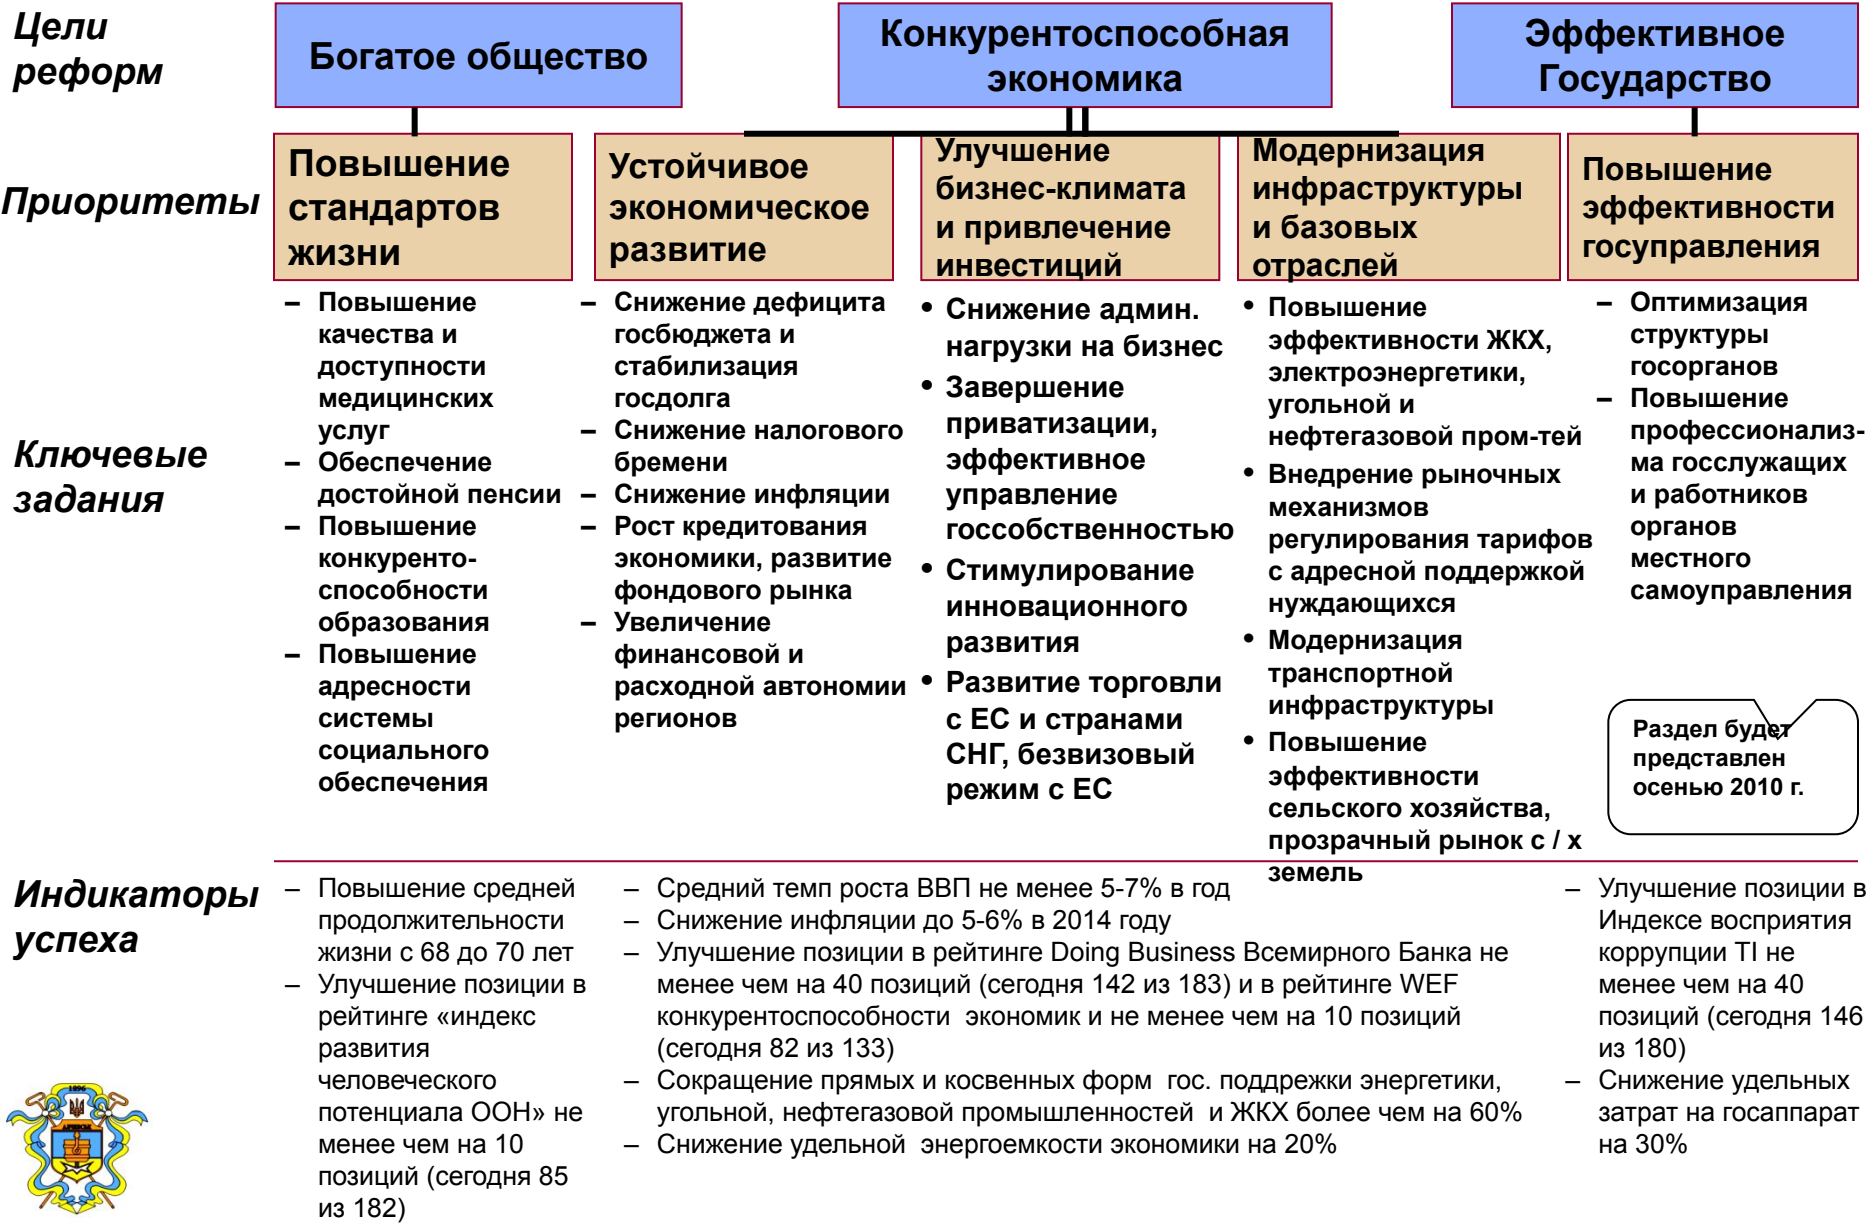 Цели
реформ
Богатое общество
Конкурентоспособная
экономика
Эффективное
Государство
Приоритеты
Повышение
стандартов
жизни
Устойчивое
экономическое
развитие
Улучшение
бизнес-климата
и привлечение
инвестиций
Модернизация
инфраструктуры
и базовых
отраслей
Повышение
эффективности
госуправления
Ключевые
задания
– Повышение
качества и
доступности
медицинских
услуг
– Обеспечение
достойной пенсии
– Повышение
конкуренто-
способности
образования
– Повышение
адресности
системы
социального
обеспечения
– Снижение дефицита
госбюджета и
стабилизация
госдолга
– Снижение налогового
бремени
– Снижение инфляции
– Рост кредитования
экономики, развитие
фондового рынка
– Увеличение
финансовой и
расходной автономии
регионов
• Снижение админ.
нагрузки на бизнес
• Завершение
приватизации,
эффективное
управление
госсобственностью
• Стимулирование
инновационного
развития
• Развитие торговли
с ЕС и странами
СНГ, безвизовый
режим с ЕС
• Повышение
эффективности ЖКХ,
электроэнергетики,
угольной и
нефтегазовой пром-тей
• Внедрение рыночных
механизмов
регулирования тарифов
с адресной поддержкой
нуждающихся
• Модернизация
транспортной
инфраструктуры
• Повышение
эффективности
сельского хозяйства,
прозрачный рынок с / х
земель
– Оптимизация
структуры
госорганов
– Повышение
профессионализ-
ма госслужащих
и работников
органов
местного
самоуправления
Раздел будет
представлен
осенью 2010 г.
Индикаторы
успеха
– Повышение средней
продолжительности
жизни с 68 до 70 лет
– Улучшение позиции в
рейтинге «индекс
развития
человеческого
потенциала ООН» не
менее чем на 10
позиций (сегодня 85
из 182)
– Средний темп роста ВВП не менее 5-7% в год
– Снижение инфляции до 5-6% в 2014 году
– Улучшение позиции в рейтинге Doing Business Всемирного Банка не
менее чем на 40 позиций (сегодня 142 из 183) и в рейтинге WEF
конкурентоспособности экономик и не менее чем на 10 позиций
(сегодня 82 из 133)
– Сокращение прямых и косвенных форм гос. поддрежки энергетики,
угольной, нефтегазовой промышленностей и ЖКХ более чем на 60%
– Снижение удельной энергоемкости экономики на 20%
– Улучшение позиции в
Индексе восприятия
коррупции TI не
менее чем на 40
позиций (сегодня 146
из 180)
– Снижение удельных
затрат на госаппарат
на 30%
1896